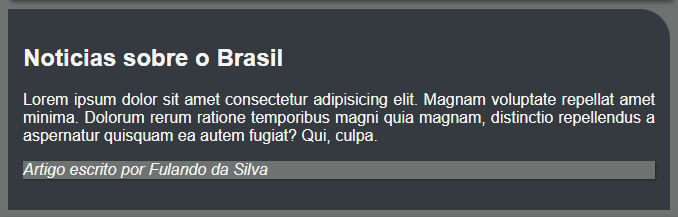 Noticias sobre o Brasil
Lorem ipsum dolor sit amet consectetur adipisicing elit. Magnam voluptate repellat amet
minima. Dolorum rerum ratione temporibus magni quia magnam, distinctio repellendus a
aspernatur quisquam ea autem fugiat? Qui, culpa.
Artigo escrito por Fulando da Silva